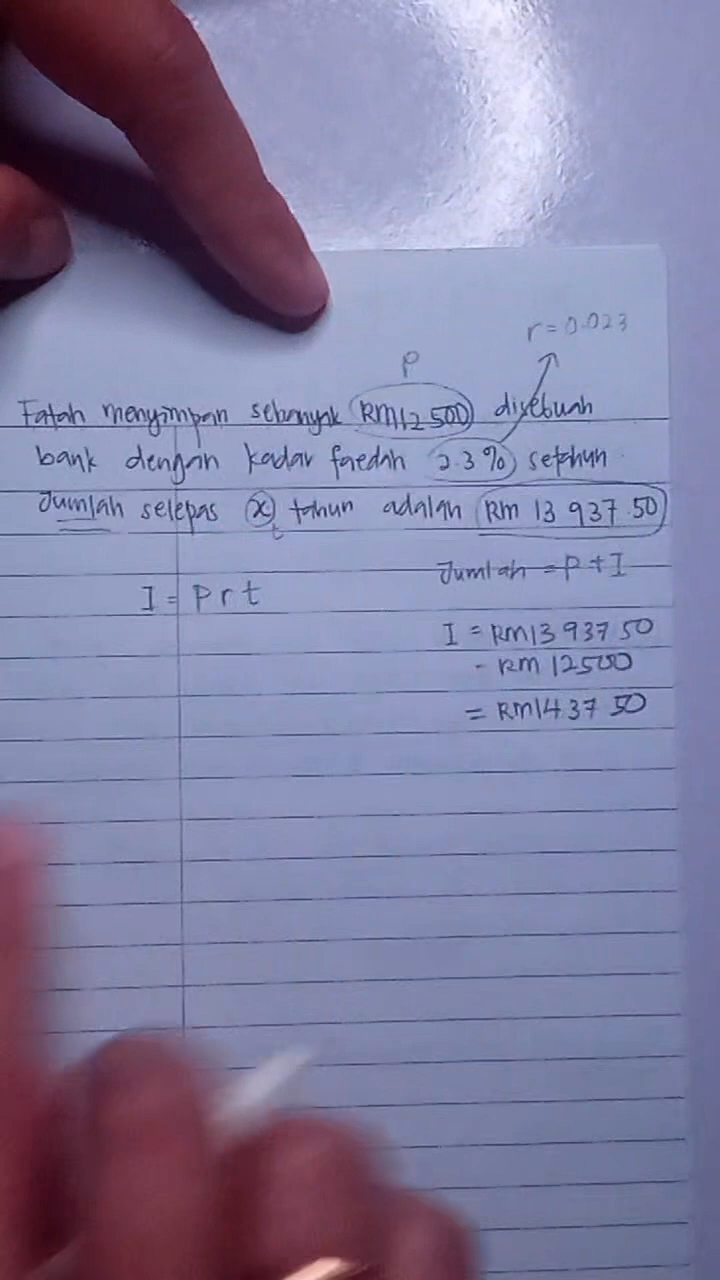 r = 0.023
P
Fatah menyimpan sebanyak RM12 500 disebuah
bank dengan kadar faedah 2.3% setahun
Jumlah selepas x tahun adalah Rm 13 937.50
t
I = P r t
Jumlah = P + I
I = RM13 937 50
- RM 12500
= RM1437 50